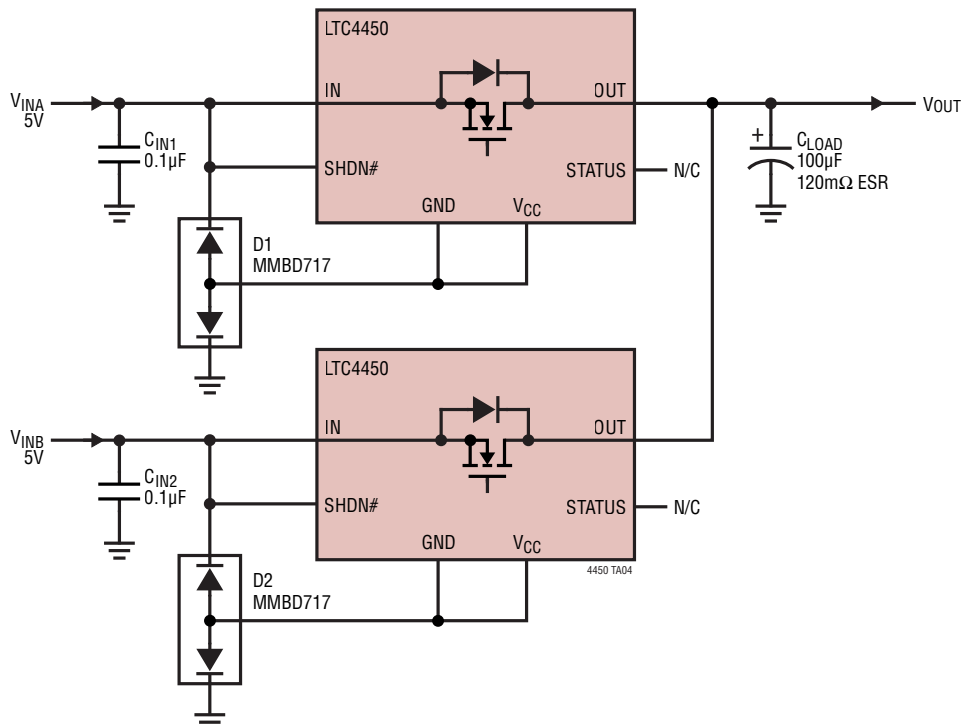 LTC4450
IN
OUT
VINA
5V
VOUT
CIN1
0.1µF
SHDN#
STATUS
N/C
+
CLOAD
100µF
120mΩ ESR
GND
VCC
D1
MMBD717
LTC4450
IN
OUT
VINB
5V
CIN2
0.1µF
SHDN#
STATUS
N/C
GND
VCC
4450 TA04
D2
MMBD717